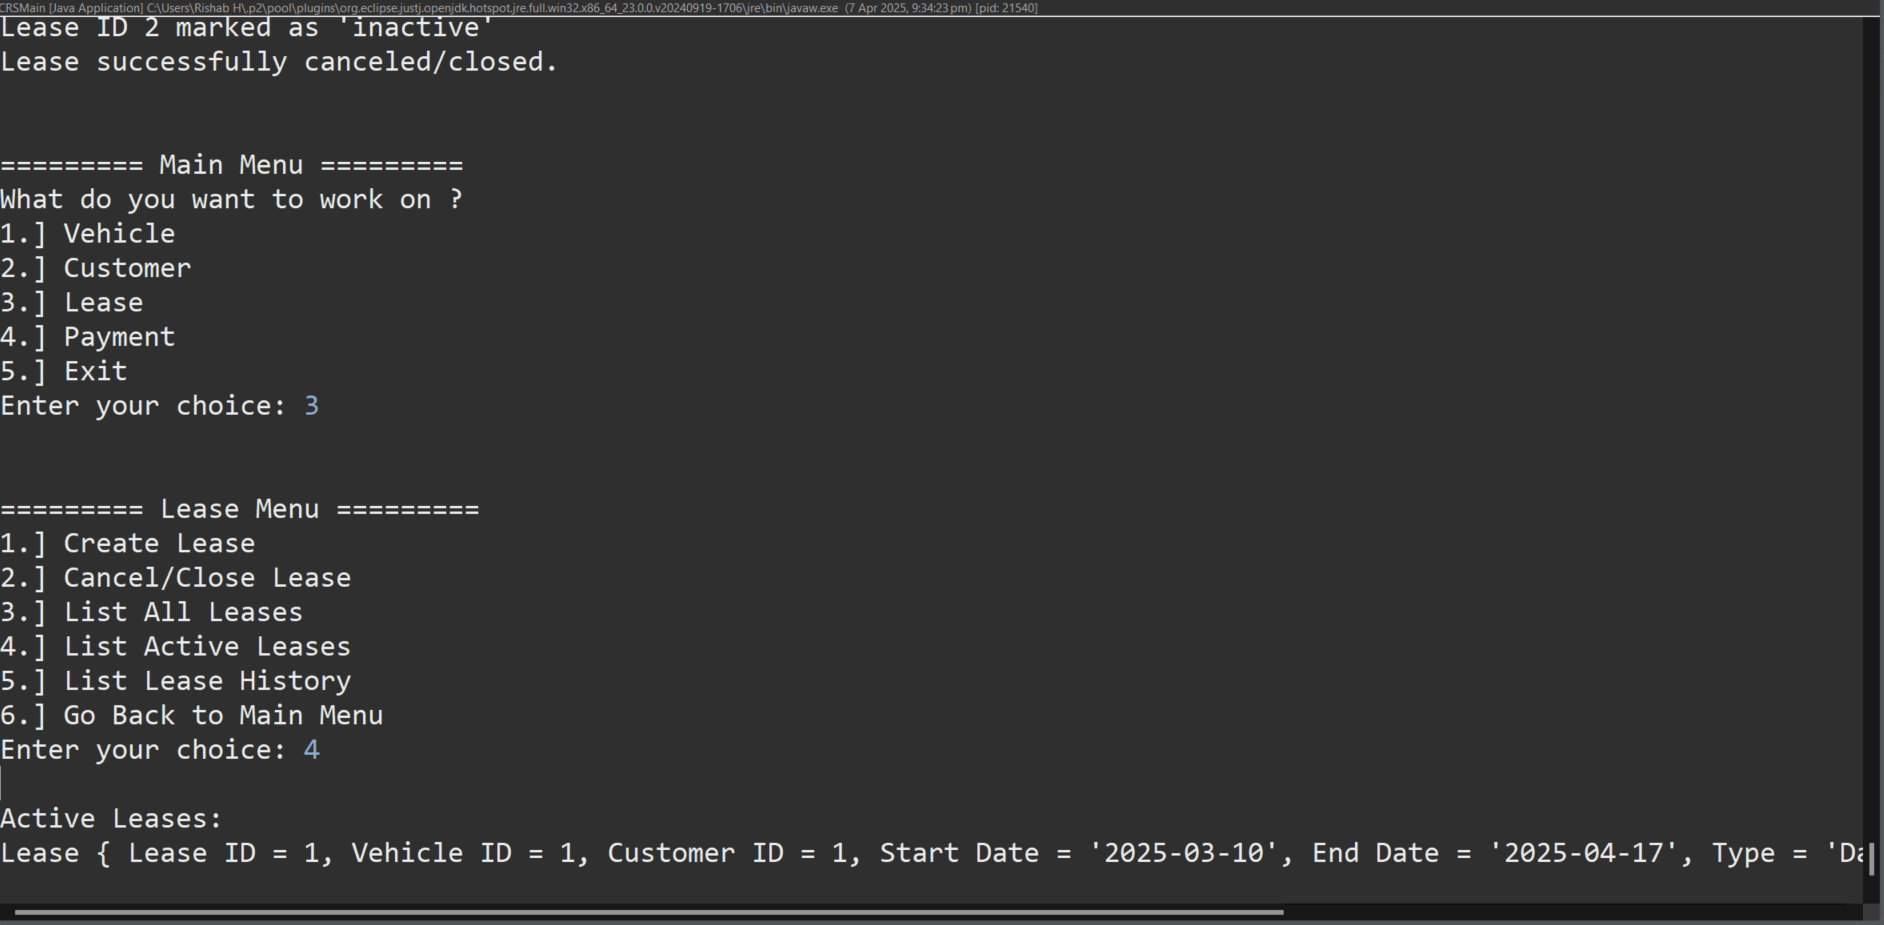 CRSMain [Java Application] C:\Users\Rishab H\.p2\pool\plugins\org.eclipse.justj.openjdk.hotspot.jre.full.win32.x86_64_23.0.0.v20240919-1706\jre\bin\javaw.exe (7 Apr 2025, 9:34:23 pm) [pid: 21540]
Lease ID 2 marked as 'inactive'
Lease successfully canceled/closed.
========= Main Menu =========
What do you want to work on ?
1.] Vehicle
2.] Customer
3.] Lease
4.] Payment
5.] Exit
Enter your choice: 3
========= Lease Menu =========
1.] Create Lease
2.] Cancel/Close Lease
3.] List All Leases
4.] List Active Leases
5.] List Lease History
6.] Go Back to Main Menu
Enter your choice: 4
Active Leases:
Lease { Lease ID = 1, Vehicle ID = 1, Customer ID = 1, Start Date = '2025-03-10', End Date = '2025-04-17', Type = 'Da